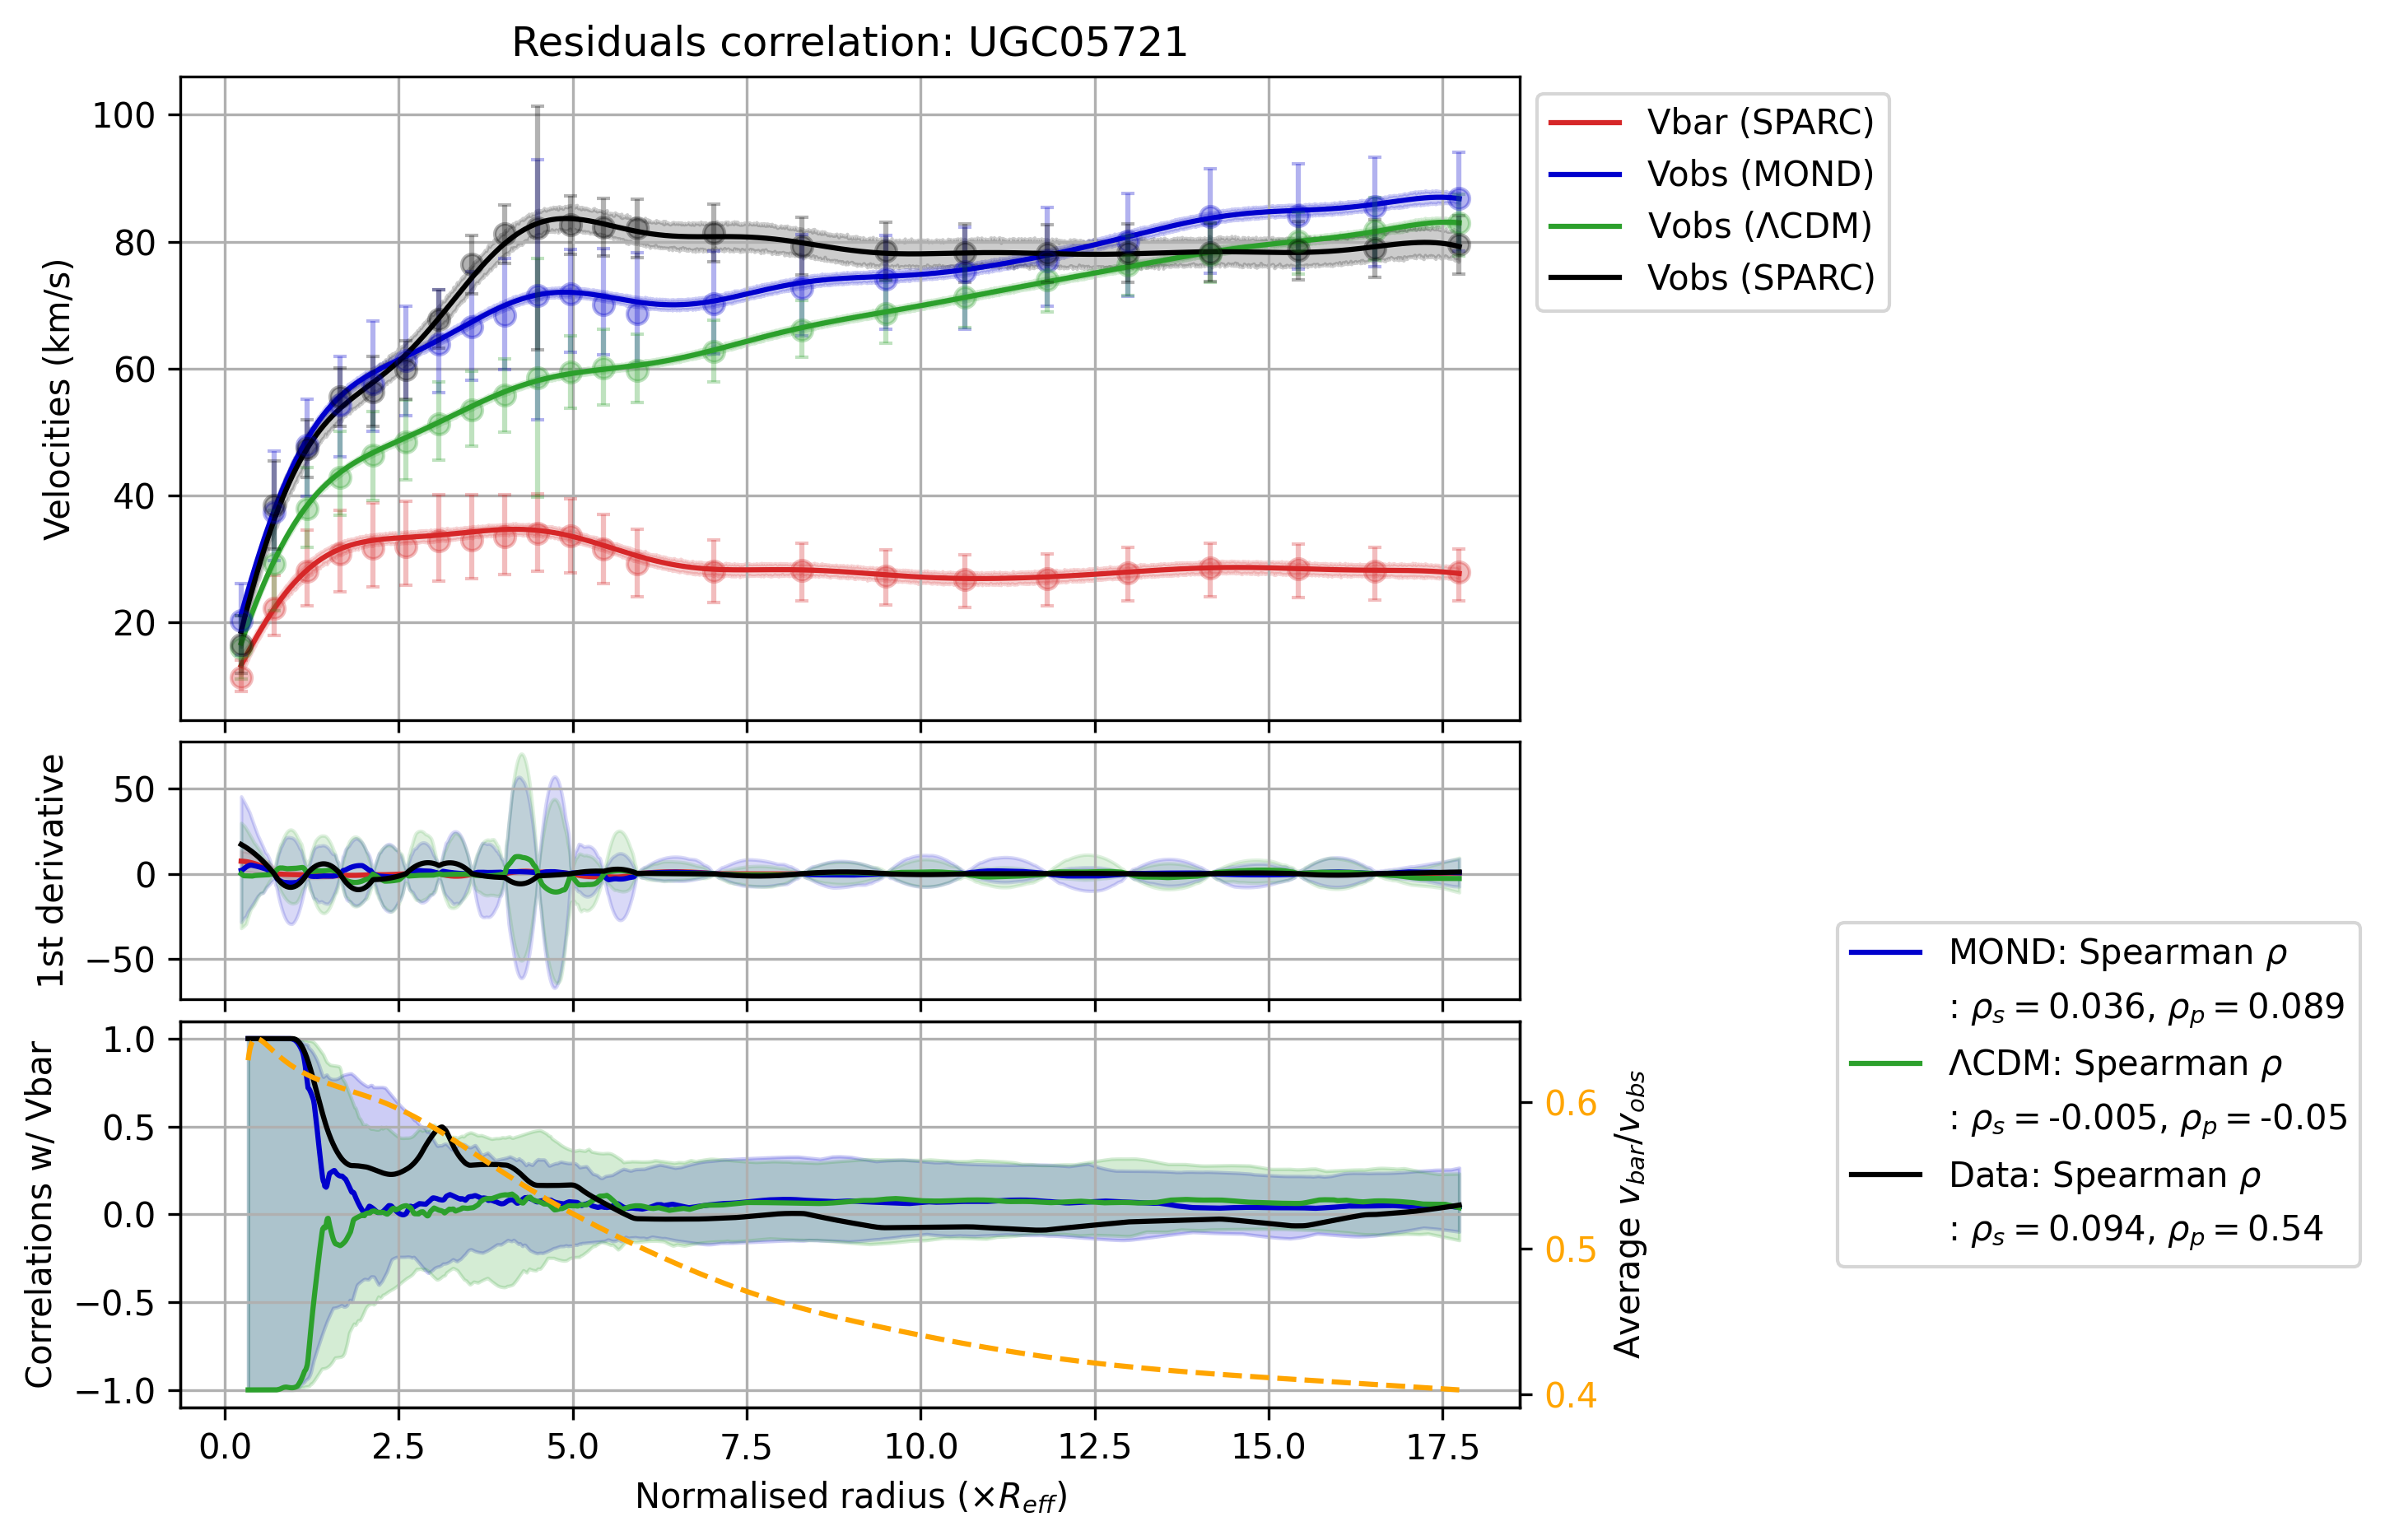 Residuals correlation: UGC05721
Velocities (km/s)
100
80
60
40
20
Vbar (SPARC)
Vobs (MOND)
Vobs (ΛCDM)
Vobs (SPARC)
1st derivative
50
0
−50
Correlations w/ Vbar
1.0
0.5
0.0
−0.5
−1.0
0.6
0.5
0.4
Average v_bar/v_obs
MOND: Spearman ρ
: ρ_s = 0.036, ρ_p = 0.089
ΛCDM: Spearman ρ
: ρ_s = -0.005, ρ_p = -0.05
Data: Spearman ρ
: ρ_s = 0.094, ρ_p = 0.54
0.0 2.5 5.0 7.5 10.0 12.5 15.0 17.5
Normalised radius (×R_eff)